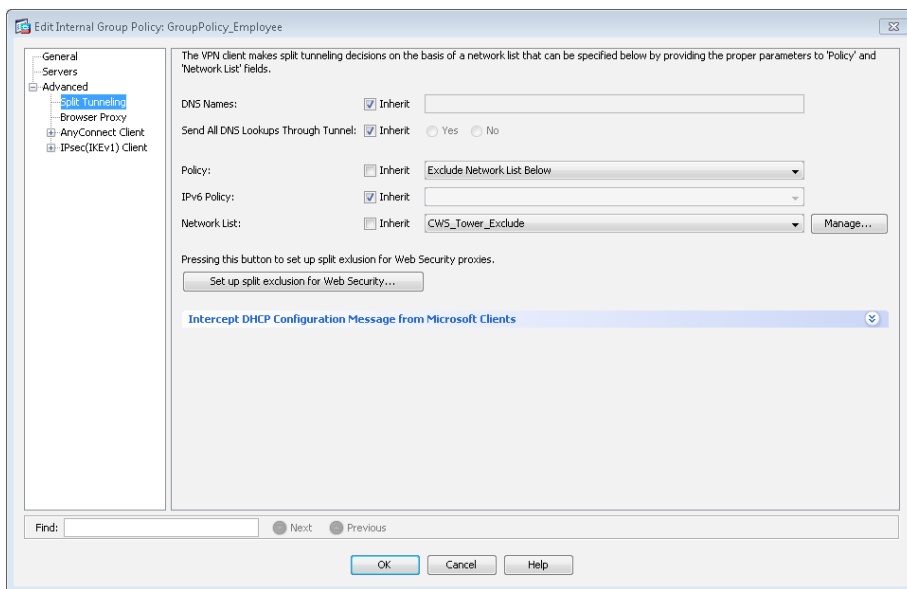 Edit Internal Group Policy: GroupPolicy_Employee
General
Servers
Advanced
Split Tunneling
Browser Proxy
AnyConnect Client
IPsec(IKEv1) Client
The VPN client makes split tunneling decisions on the basis of a network list that can be specified below by providing the proper parameters to 'Policy' and
'Network List' fields.
DNS Names: Inherit
Send All DNS Lookups Through Tunnel: Inherit Yes No
Policy: Inherit Exclude Network List Below
IPv6 Policy: Inherit
Network List: Inherit CWS_Tower_Exclude Manage...
Pressing this button to set up split exlusion for Web Security proxies.
Set up split exclusion for Web Security...
Intercept DHCP Configuration Message from Microsoft Clients
Find: Next Previous
OK Cancel Help